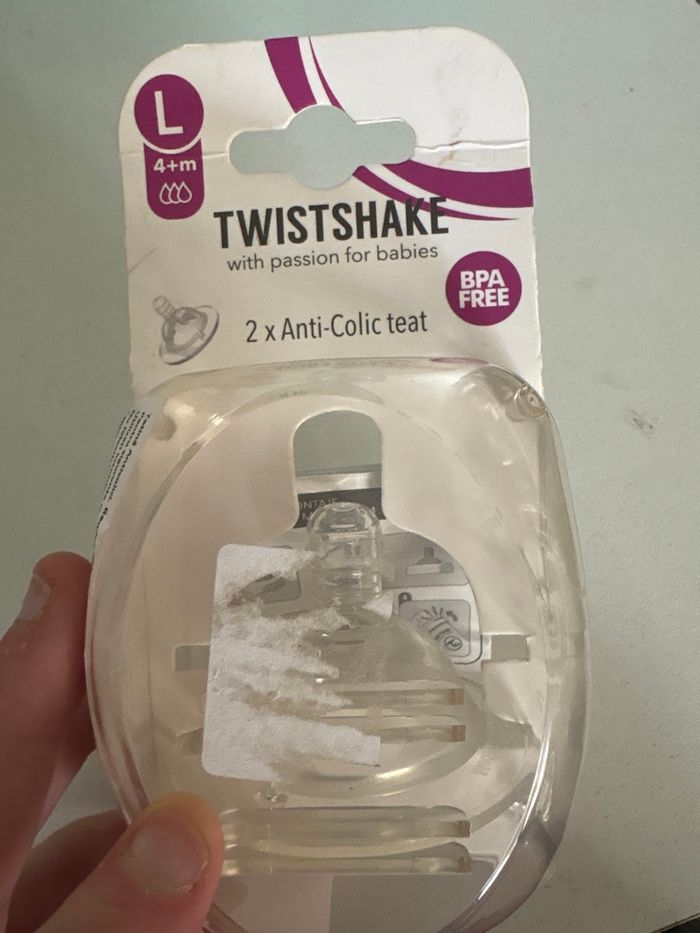 L
4+m
TWISTSHAKE
with passion for babies
BPA
FREE
2 x Anti-Colic teat